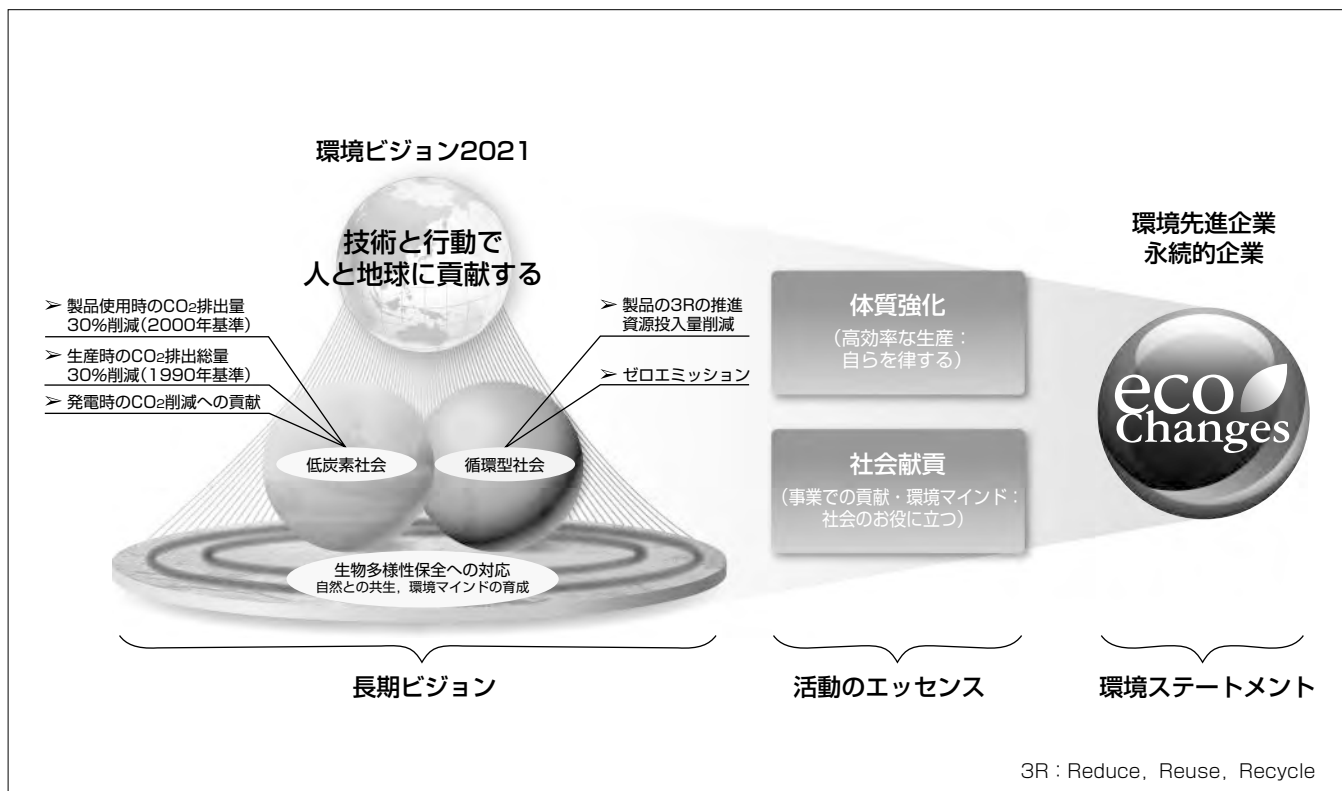 環境ビジョン2021
技術と行動で
人と地球に貢献する
➢ 製品使用時のCO₂排出量
30%削減(2000年基準)
➢ 生産時のCO₂排出総量
30%削減(1990年基準)
➢ 発電時のCO₂削減への貢献
➢ 製品の3Rの推進
資源投入量削減
➢ ゼロエミッション
低炭素社会
循環型社会
生物多様性保全への対応
自然との共生，環境マインドの育成
長期ビジョン
体質強化
(高効率な生産：
自らを律する)
社会献貢
(事業での貢献・環境マインド：
社会のお役に立つ)
活動のエッセンス
環境先進企業
永続的企業
eco
Changes
環境ステートメント
3R：Reduce，Reuse，Recycle